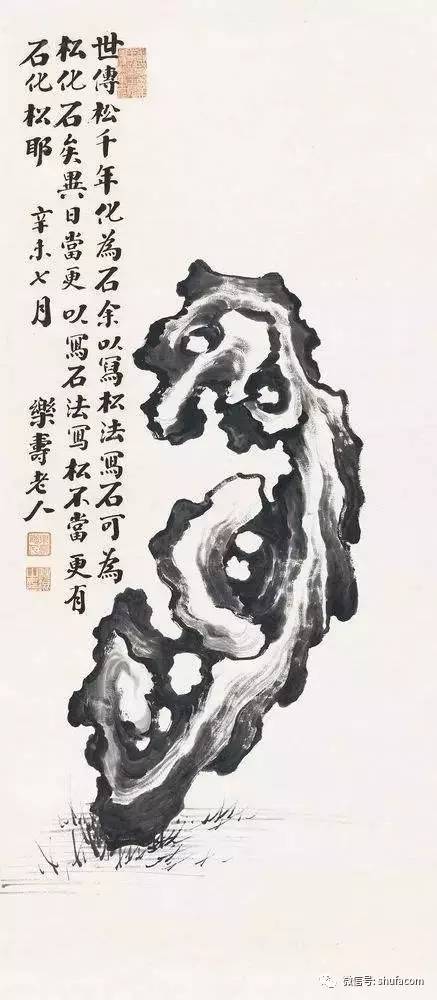 世傳松千年化為石余以寫松法寫石可為
松化石矣異日當更以寫石法寫松不當更有
石化松耶 辛未七月 樂壽老人
微信号: shufacom